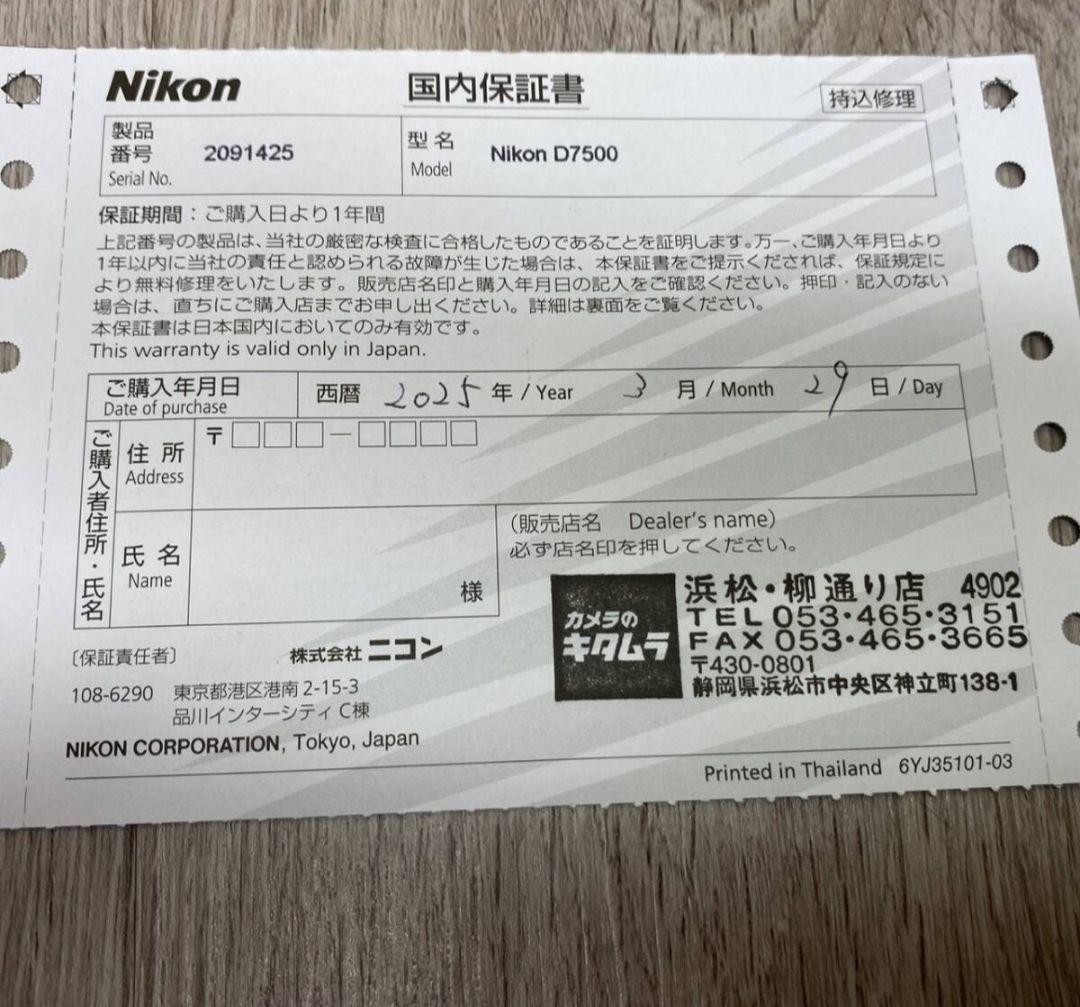 Nikon 国内保証書 持込修理
製品
番号 2091425 型名 Nikon D7500
Serial No. Model
保証期間：ご購入日より1年間
上記番号の製品は、当社の厳密な検査に合格したものであることを証明します。万一、ご購入年月日より
1年以内に当社の責任と認められる故障が生じた場合は、本保証書をご提示くだされば、保証規定に
より無料修理をいたします。販売店名印と購入年月日の記入をご確認ください。押印・記入のない
場合は、直ちにご購入店までお申し出ください。詳細は裏面をご覧ください。
本保証書は日本国内においてのみ有効です。
This warranty is valid only in Japan.
ご購入年月日 西暦 2025 年 / Year 3 月 / Month 29 日 / Day
Date of purchase
ご購入者住所・氏名
住所 〒
Address
氏名
Name
様
（販売店名 Dealer's name）
必ず店名印を押してください。
カメラの
キタムラ
浜松・柳通り店 4902
TEL 053・465・3151
FAX 053・465・3665
〒430-0801
静岡県浜松市中央区神立町138-1
〔保証責任者〕 株式会社ニコン
108-6290 東京都港区港南2-15-3
品川インターシティC棟
NIKON CORPORATION, Tokyo, Japan
Printed in Thailand 6YJ35101-03